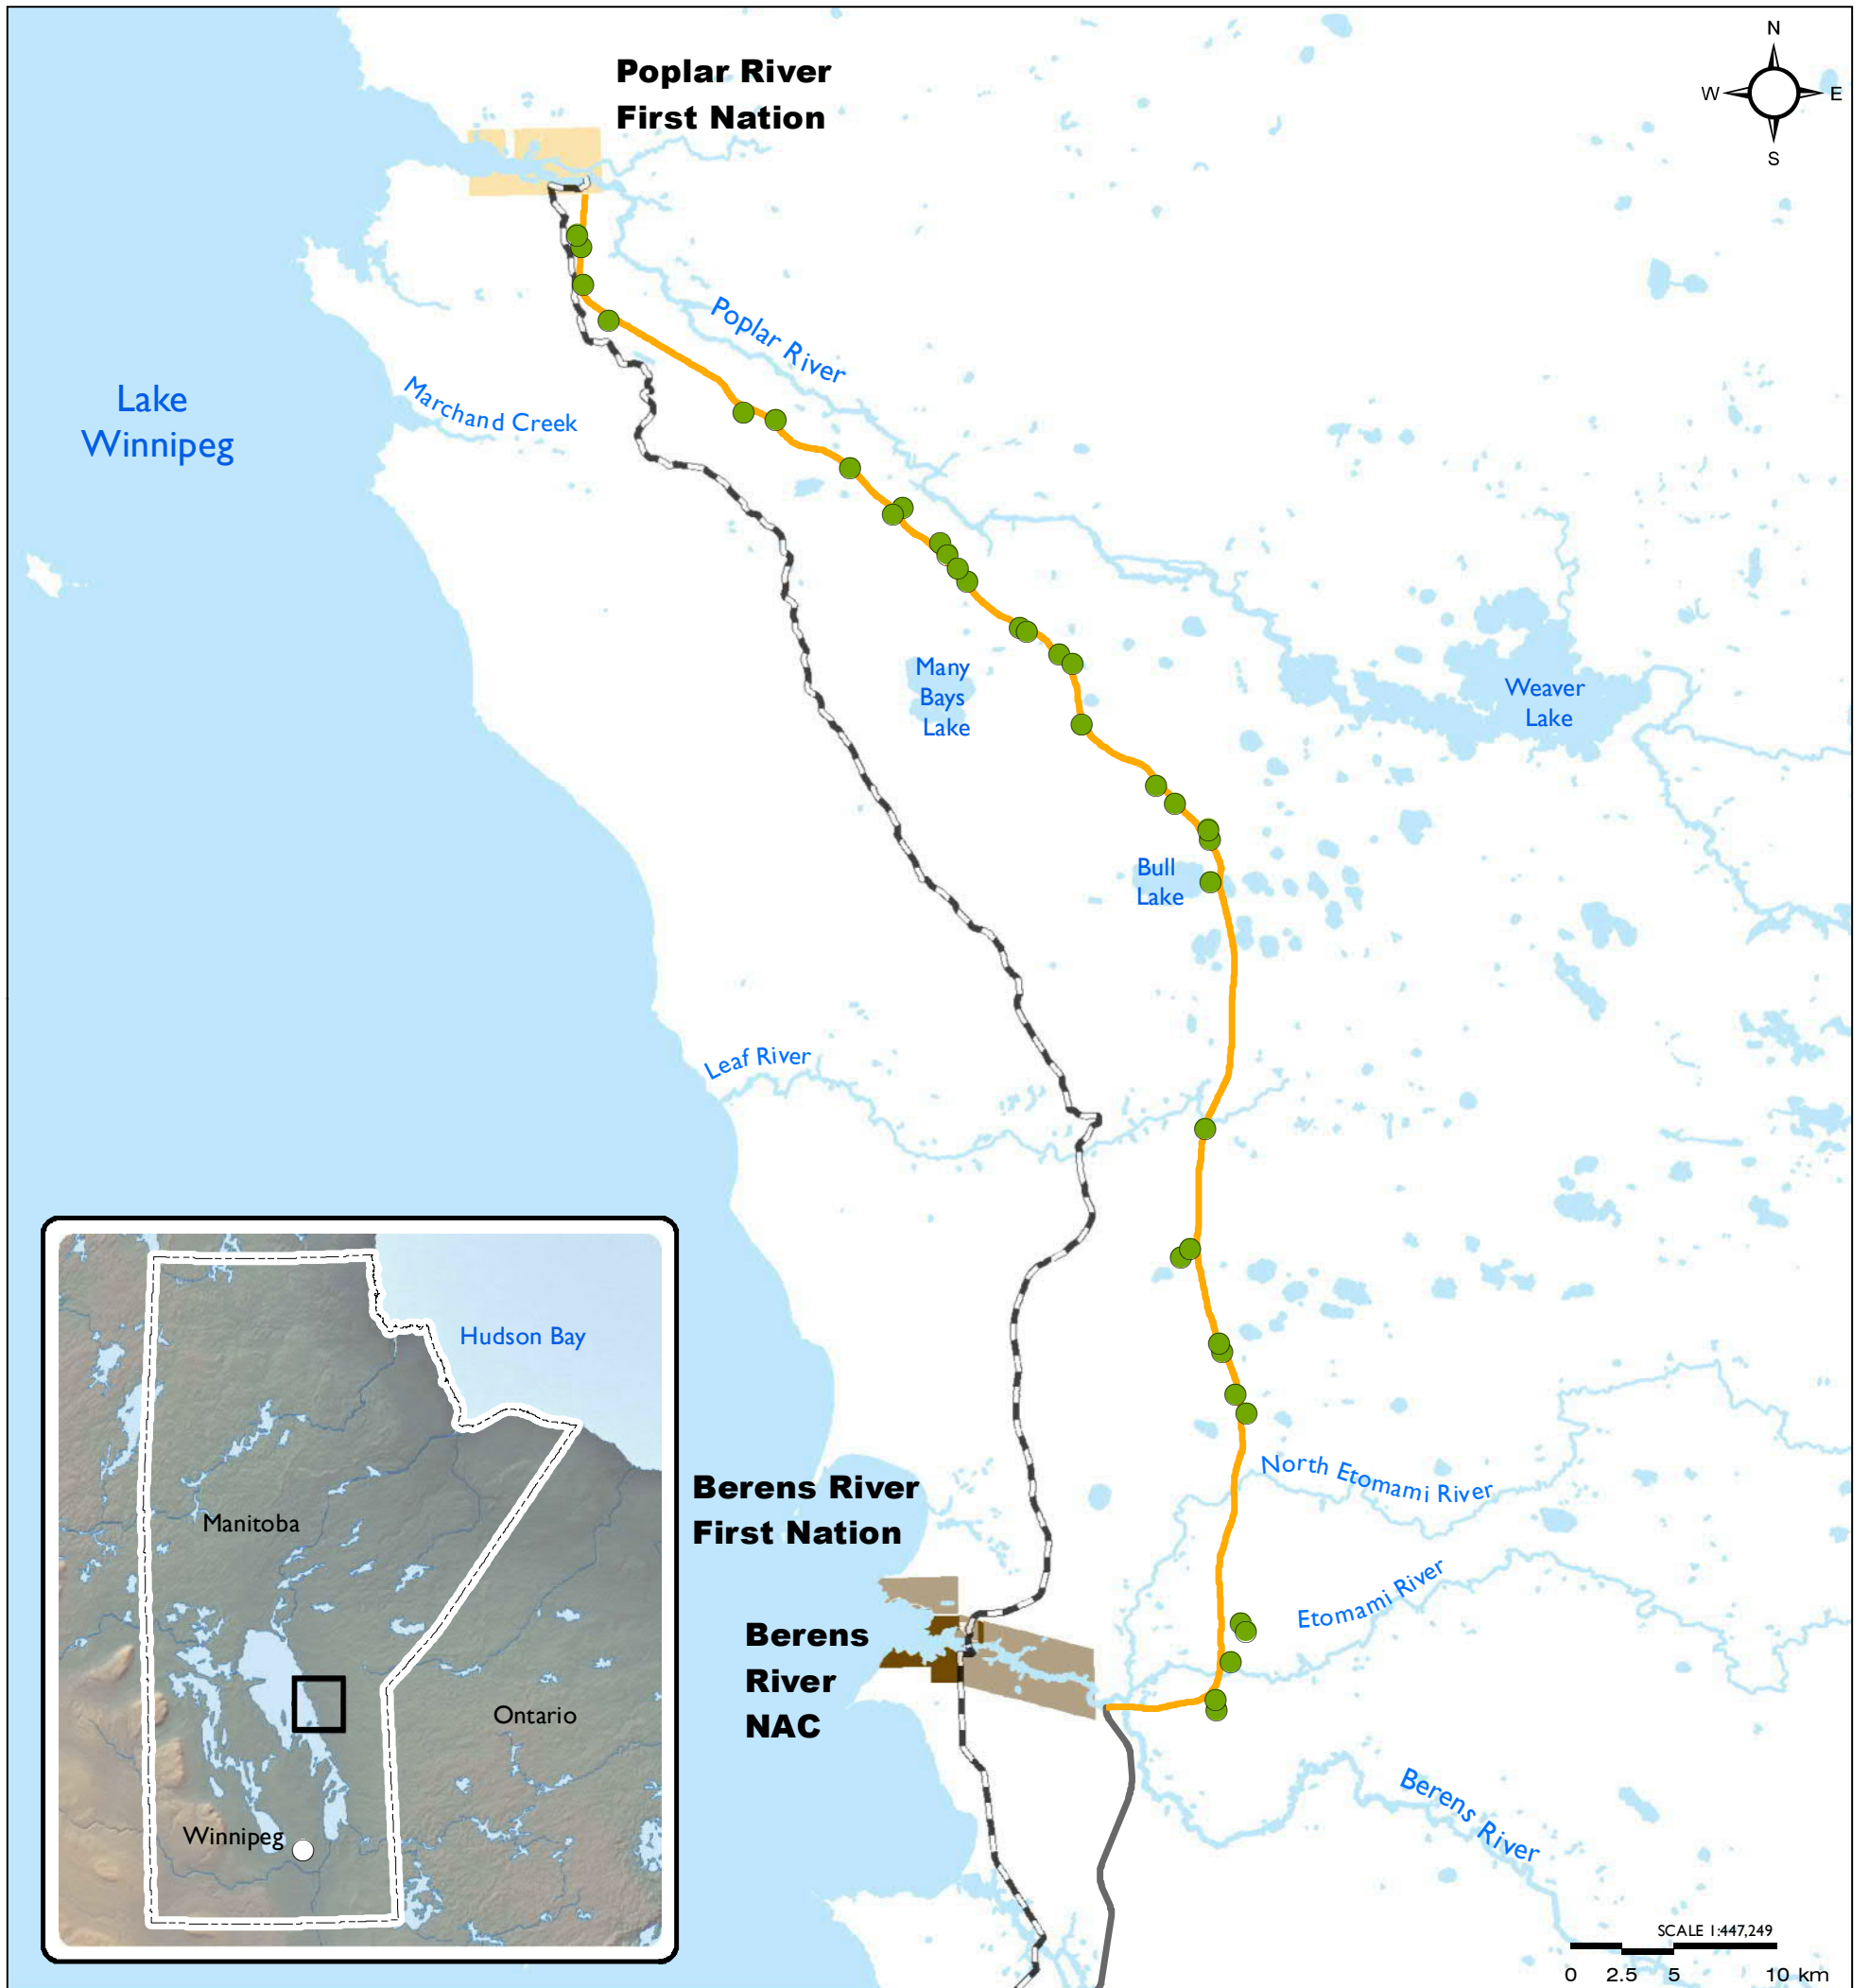 Poplar River
First Nation
N
W
E
S
Poplar River
Lake
Winnipeg
Marchand Creek
Many
Bays
Lake
Weaver
Lake
Bull
Lake
Leaf River
Hudson Bay
Manitoba
Ontario
Winnipeg
Berens River
First Nation
North Etomami River
Etomami River
Berens
River
NAC
Berens River
SCALE 1:447,249
0 2.5 5 10 km